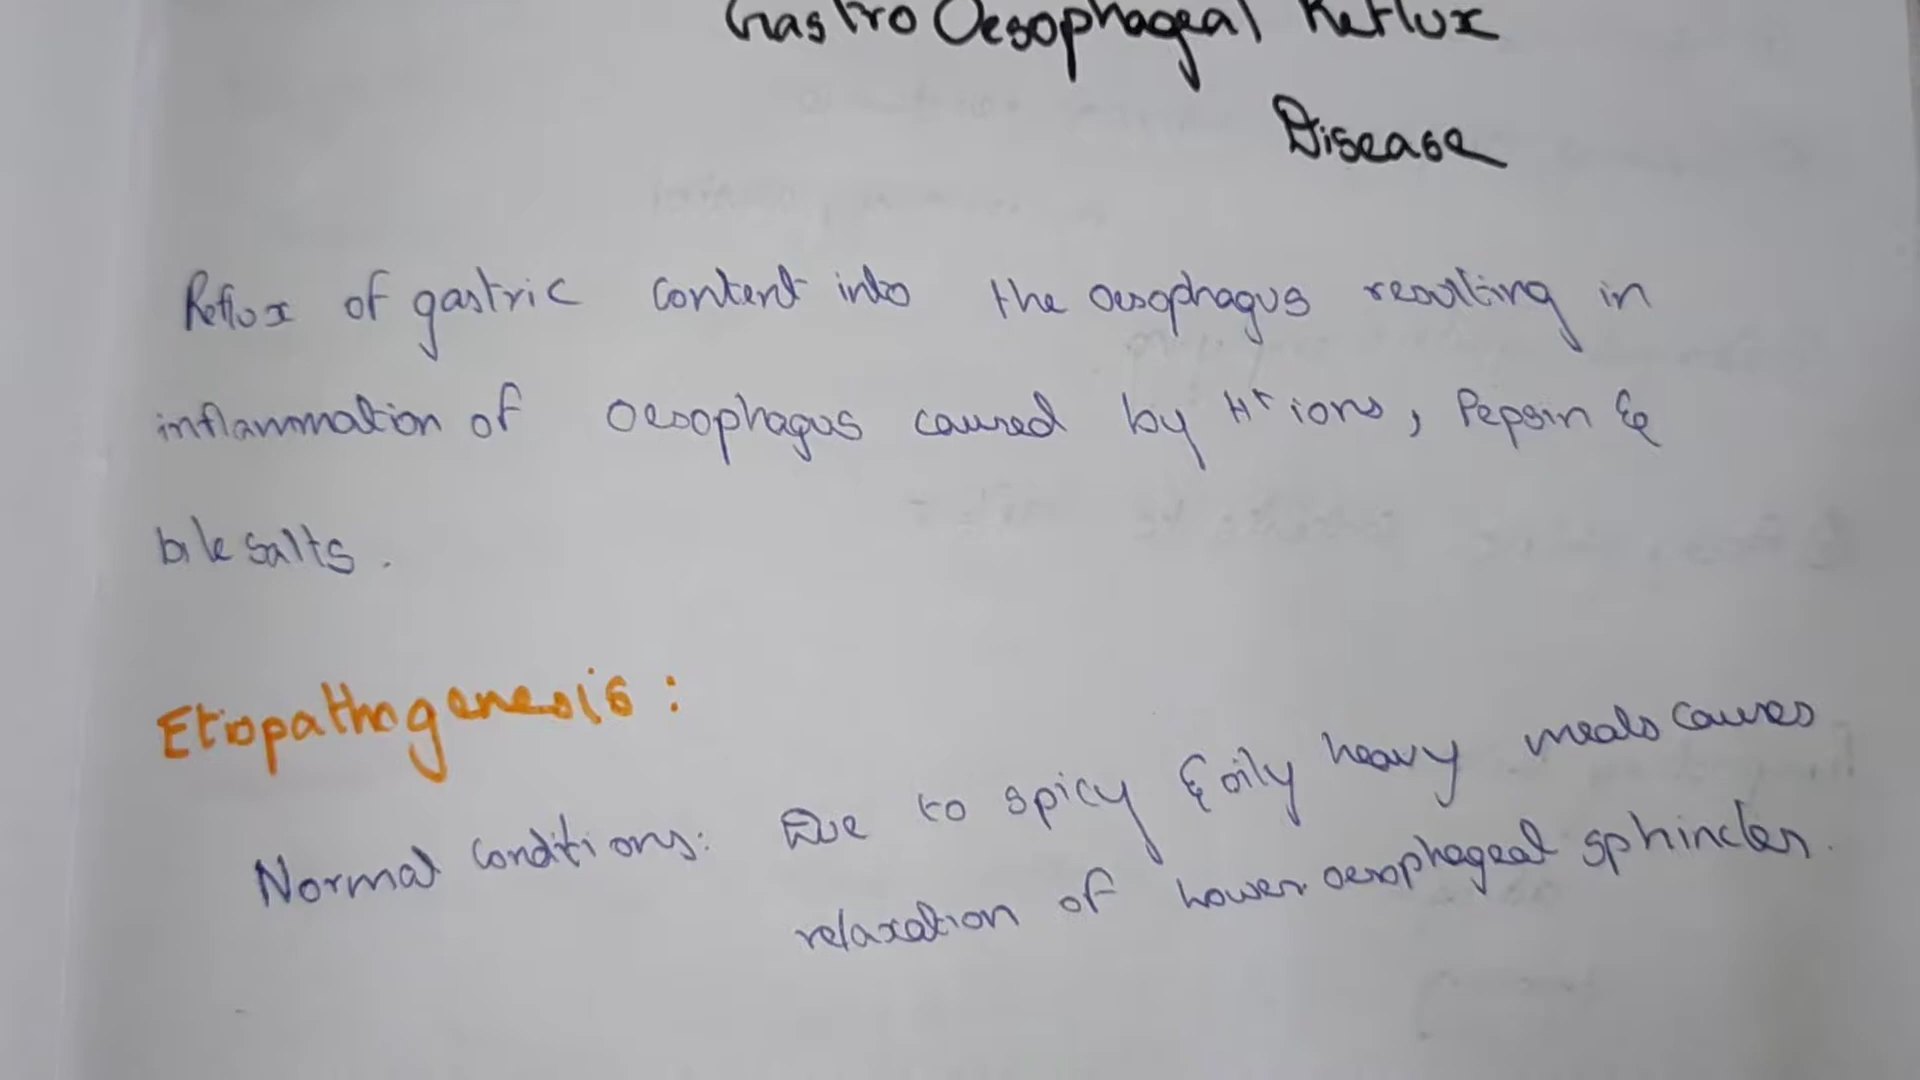 Gastro Oesophageal Reflux
Disease
Reflux of gastric content into the oesophagus resulting in
inflammation of oesophagus caused by H+ ions, Pepsin &
bile salts.
Etiopathogenesis:
Normal conditions: Due to spicy & oily heavy meals causes
relaxation of Lower oesophageal sphincter.